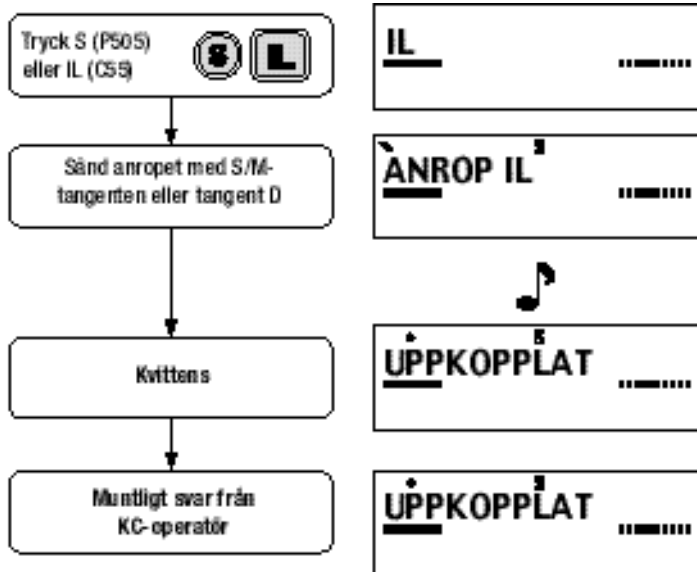 Tryck S (P505)
eller IL (C55)
S IL
IL
Sänd anropet med S/M-
tangenten eller tangent D
ANROP IL
Kvittens
UPPKOPPLAT
Muntligt svar från
KC-operatör
UPPKOPPLAT